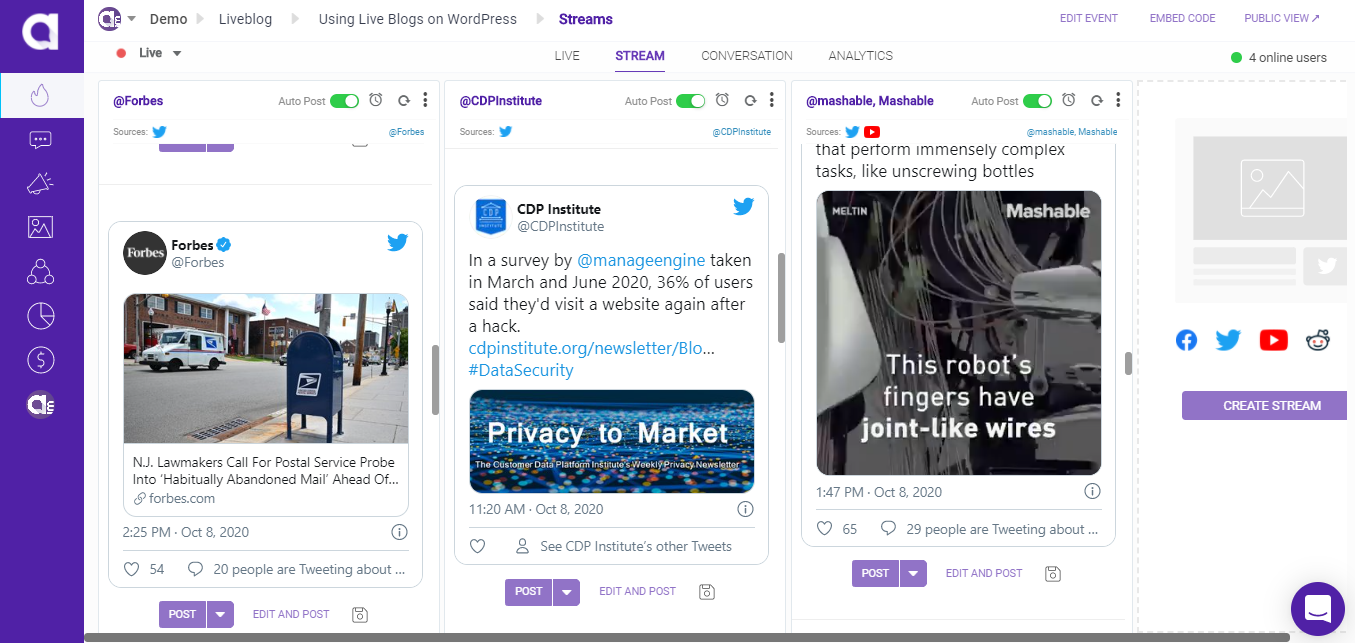 Demo
Liveblog
Using Live Blogs on WordPress
Streams
EDIT EVENT
EMBED CODE
PUBLIC VIEW ↗
Live
LIVE
STREAM
CONVERSATION
ANALYTICS
4 online users
@Forbes
Auto Post
Sources:
@Forbes
Forbes
Forbes
@Forbes
N.J. Lawmakers Call For Postal Service Probe
Into ‘Habitually Abandoned Mail’ Ahead Of...
forbes.com
2:25 PM · Oct 8, 2020
54
20 people are Tweeting about ...
POST
EDIT AND POST
@CDPInstitute
Auto Post
Sources:
@CDPInstitute
CDP
INSTITUTE
CDP Institute
@CDPInstitute
In a survey by @manageengine taken
in March and June 2020, 36% of users
said they'd visit a website again after
a hack.
cdpinstitute.org/newsletter/Blo...
#DataSecurity
Privacy to Market
The Customer Data Platform Institute's Weekly Privacy Newsletter
11:20 AM · Oct 8, 2020
See CDP Institute's other Tweets
POST
EDIT AND POST
@mashable, Mashable
Auto Post
Sources:
@mashable, Mashable
that perform immensely complex
tasks, like unscrewing bottles
MELTIN
Mashable
This robot's
fingers have
joint-like wires
1:47 PM · Oct 8, 2020
65
29 people are Tweeting about ...
POST
EDIT AND POST
CREATE STREAM